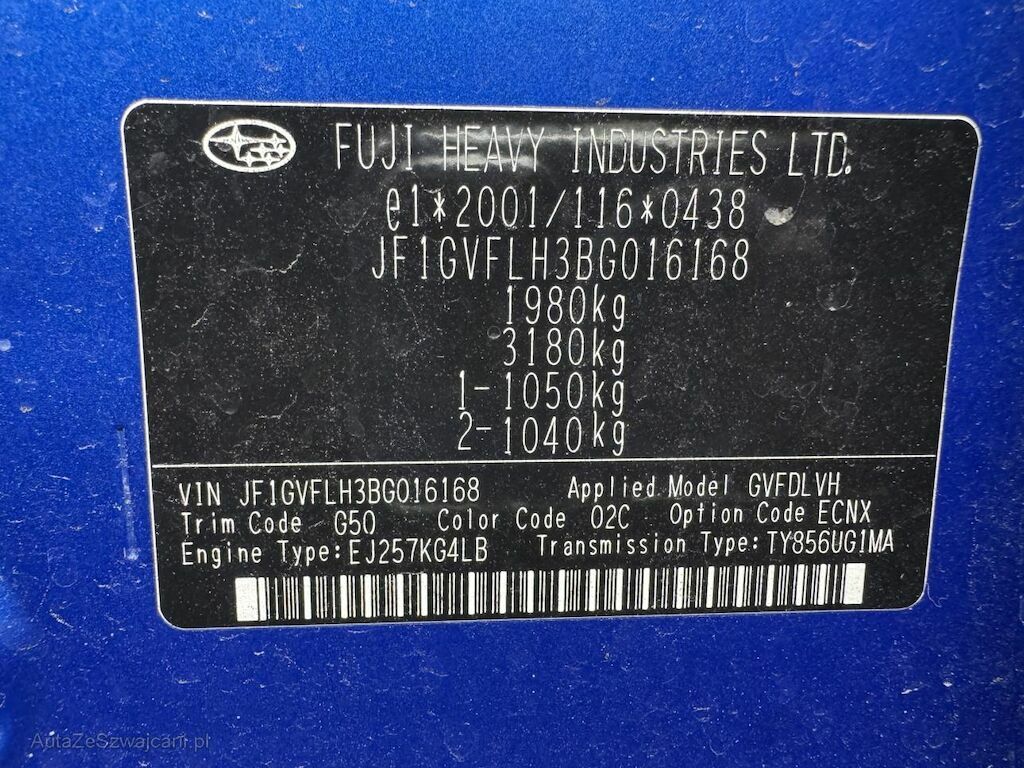 FUJI HEAVY INDUSTRIES LTD.
e1*2001/116*0438
JF1GVFLH3BG016168
1980kg
3180kg
1-1050kg
2-1040kg
VIN JF1GVFLH3BG016168 Applied Model GVFDLVH
Trim Code G50 Color Code 02C Option Code ECNX
Engine Type:EJ257KG4LB Transmission Type:TY856UG1MA
AutaZeSzwajcarii.pl